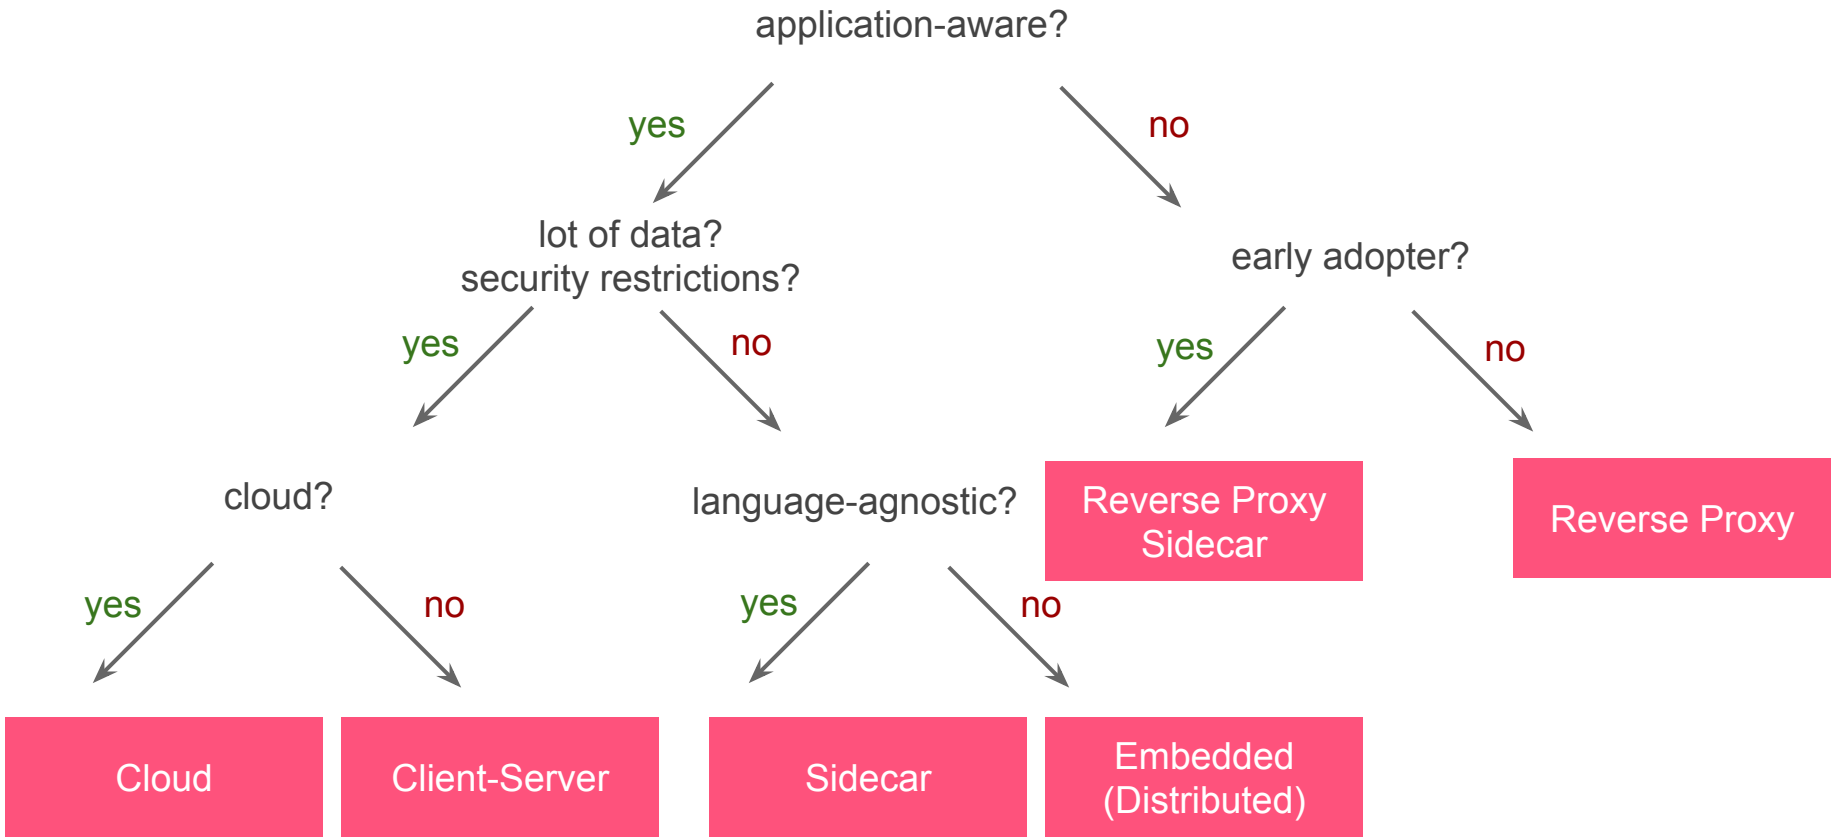 application-aware?
yes
no
lot of data?
security restrictions?
early adopter?
yes
no
yes
no
cloud?
language-agnostic?
Reverse Proxy
Sidecar
Reverse Proxy
yes
no
yes
no
Cloud
Client-Server
Sidecar
Embedded
(Distributed)